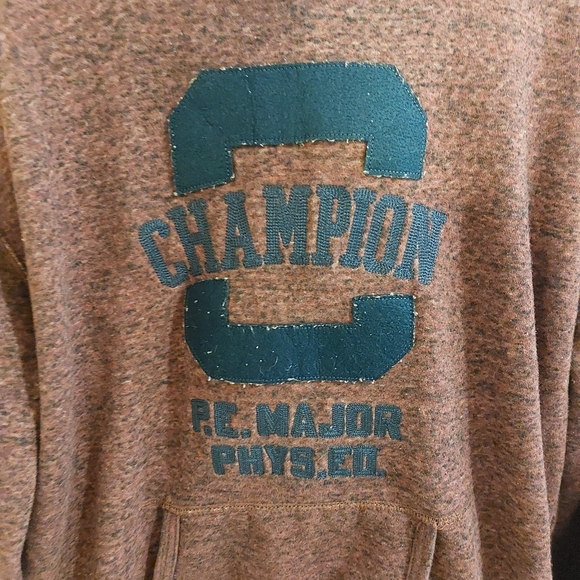 C
CHAMPION
P.E. MAJOR
PHYS.ED.